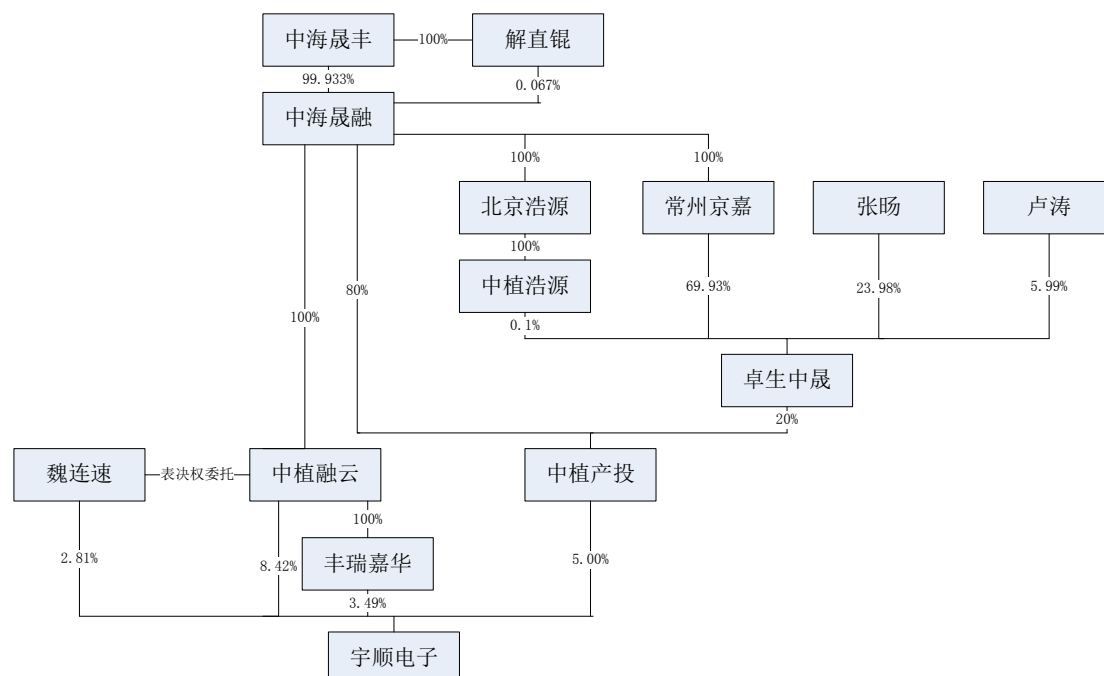 中海晟丰
100%
解直锟
99.933%
0.067%
中海晟融
100%
100%
北京浩源
常州京嘉
张旸
卢涛
100%
中植浩源
69.93%
23.98%
5.99%
80%
100%
0.1%
卓生中晟
20%
魏连速
表决权委托
中植融云
中植产投
100%
2.81%
8.42%
丰瑞嘉华
5.00%
3.49%
宇顺电子